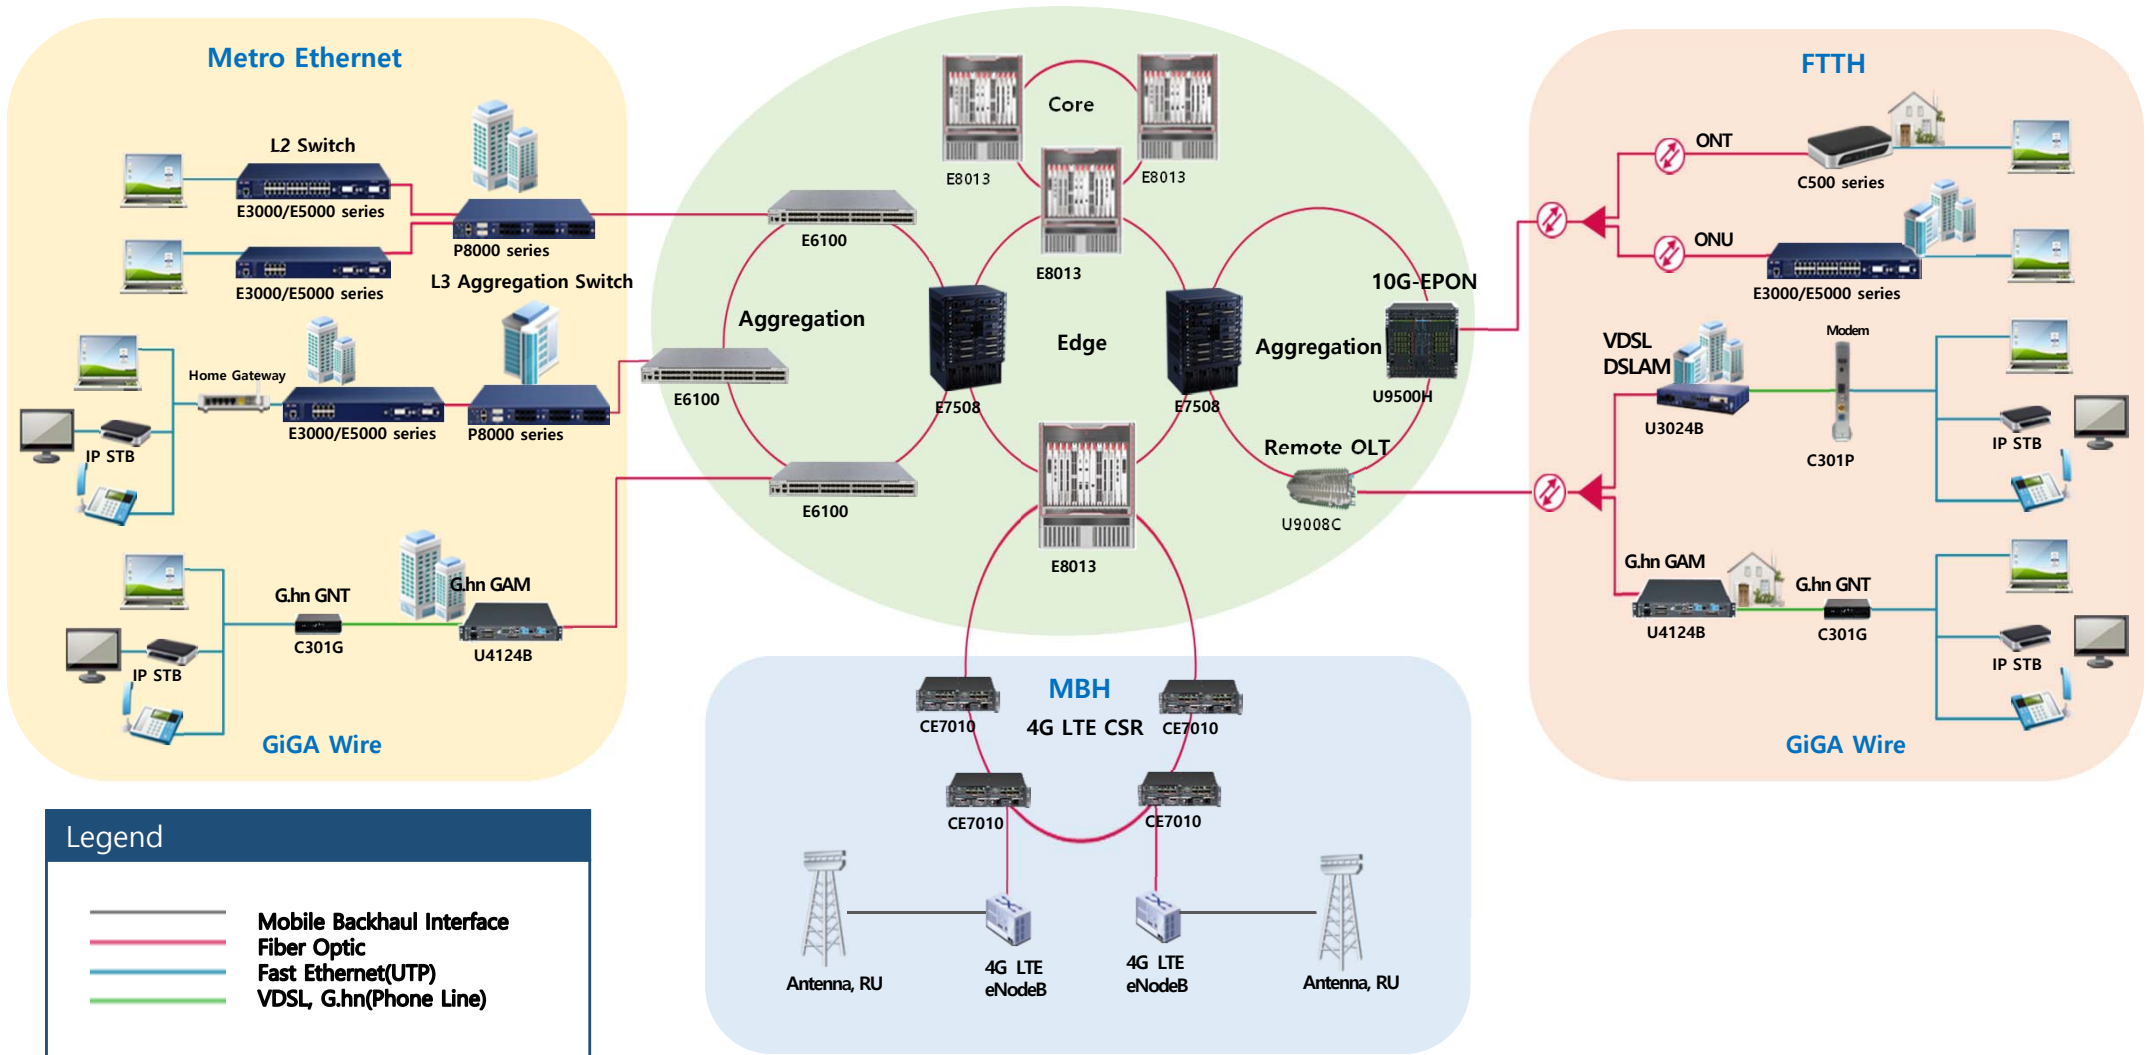 Metro Ethernet
L2 Switch
E3000/E5000 series
P8000 series
E3000/E5000 series
L3 Aggregation Switch
Home Gateway
E3000/E5000 series
P8000 series
IP STB
G.hn GNT
G.hn GAM
C301G
U4124B
IP STB
GiGA Wire
Core
E8013
E8013
E8013
E6100
Aggregation
E6100
E6100
E7508
Edge
E7508
Aggregation
10G-EPON
U9500H
Remote OLT
U9008C
E8013
FTTH
ONT
C500 series
ONU
E3000/E5000 series
VDSL
DSLAM
Modem
U3024B
C301P
IP STB
G.hn GAM
G.hn GNT
U4124B
C301G
IP STB
GiGA Wire
MBH
4G LTE CSR
CE7010
CE7010
CE7010
CE7010
Antenna, RU
4G LTE
eNodeB
4G LTE
eNodeB
Antenna, RU
Legend
Mobile Backhaul Interface
Fiber Optic
Fast Ethernet(UTP)
VDSL, G.hn(Phone Line)